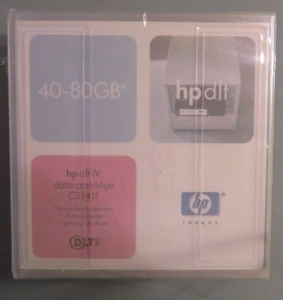 40-80GB*
hp dlt
hp dlt IV
data cartridge
C5141F
DLT
hp
invent